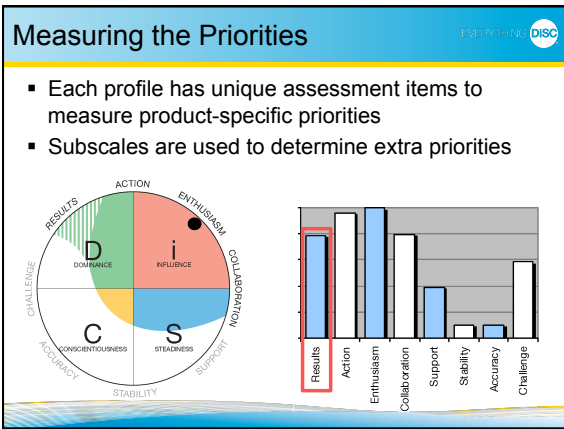 Measuring the Priorities
EVERYTHING DiSC
▪ Each profile has unique assessment items to
measure product-specific priorities
▪ Subscales are used to determine extra priorities
ACTION
RESULTS
ENTHUSIASM
D
DOMINANCE
i
INFLUENCE
CHALLENGE
COLLABORATION
C
CONSCIENTIOUSNESS
S
STEADINESS
ACCURACY
SUPPORT
STABILITY
Results
Action
Enthusiasm
Collaboration
Support
Stability
Accuracy
Challenge